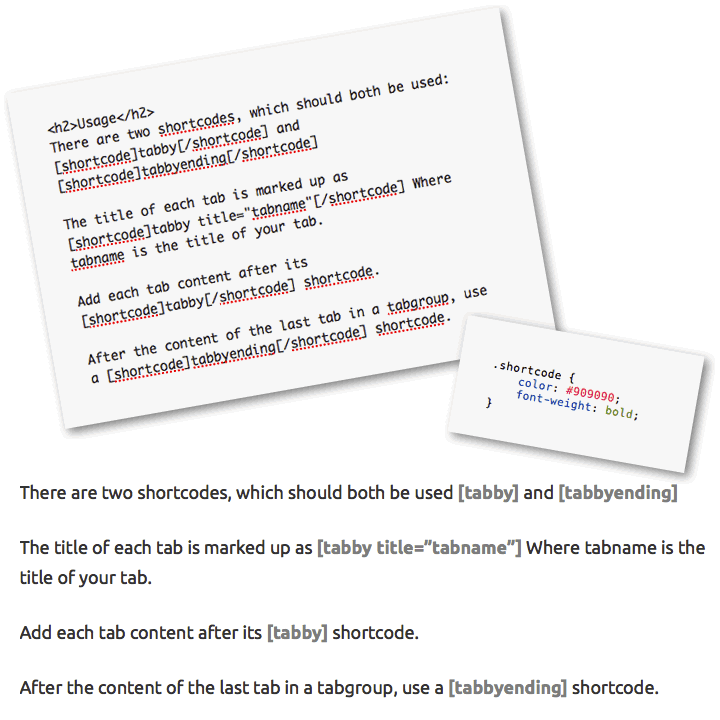 <h2>Usage</h2>
There are two shortcodes, which should both be used:
[shortcode]tabby[/shortcode] and
[shortcode]tabbyending[/shortcode]
The title of each tab is marked up as
[shortcode]tabby title="tabname"[/shortcode] Where
tabname is the title of your tab.
Add each tab content after its
[shortcode]tabby[/shortcode] shortcode.
After the content of the last tab in a tabgroup, use
a [shortcode]tabbyending[/shortcode] shortcode.
.shortcode {
color: #909090;
font-weight: bold;
}
There are two shortcodes, which should both be used [tabby] and [tabbyending]
The title of each tab is marked up as [tabby title=”tabname”] Where tabname is the
title of your tab.
Add each tab content after its [tabby] shortcode.
After the content of the last tab in a tabgroup, use a [tabbyending] shortcode.